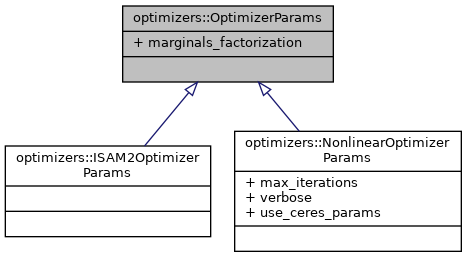 optimizers::OptimizerParams
+ marginals_factorization
optimizers::ISAM2Optimizer
Params
optimizers::NonlinearOptimizer
Params
+ max_iterations
+ verbose
+ use_ceres_params